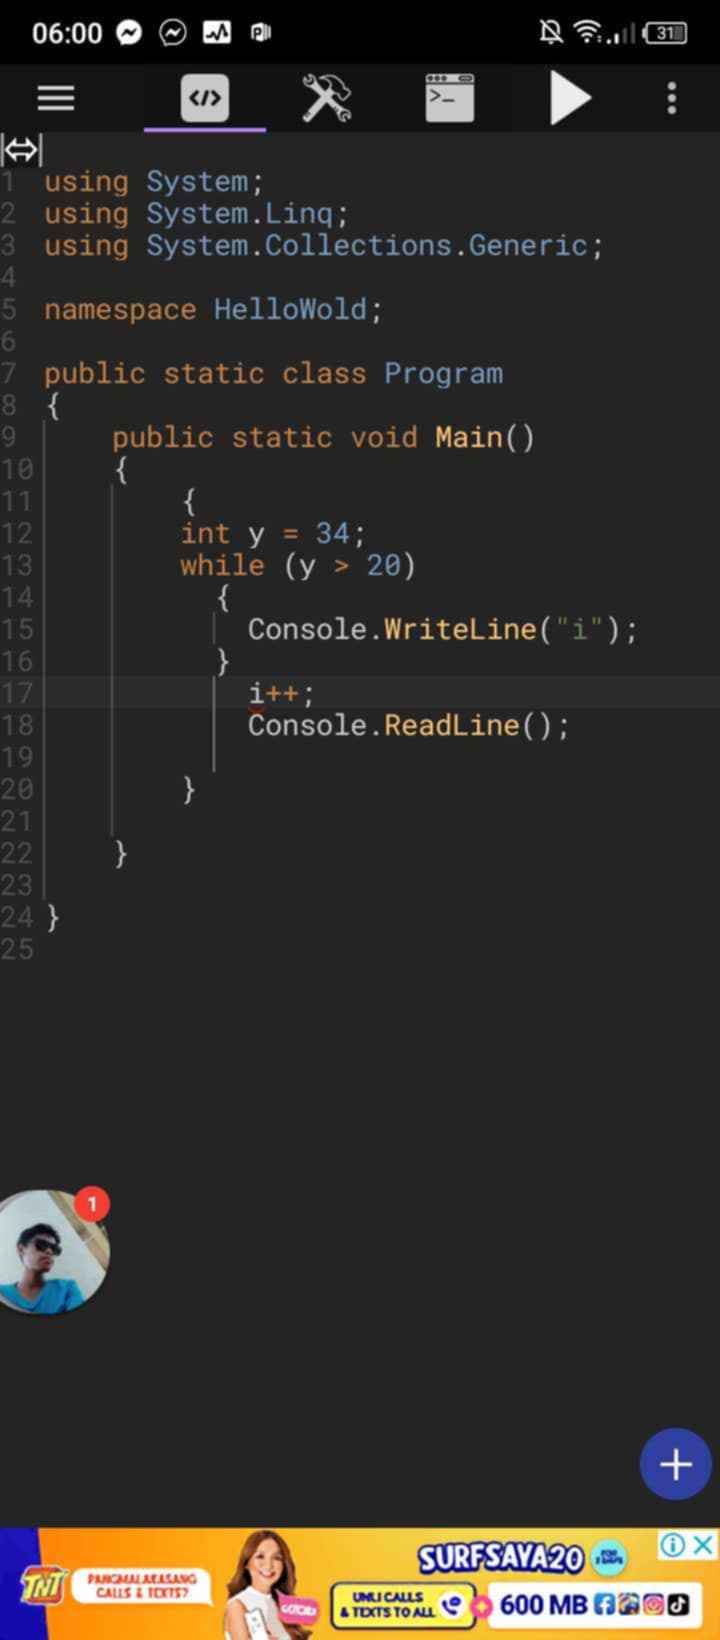 06:00
31
</>
>_
1 using System;
2 using System.Linq;
3 using System.Collections.Generic;
4
5 namespace HelloWold;
6
7 public static class Program
8 {
9 public static void Main()
10 {
11 {
12 int y = 34;
13 while (y > 20)
14 {
15 Console.WriteLine("i");
16 }
17 i++;
18 Console.ReadLine();
19
20 }
21
22 }
23
24 }
25
1
+
TNT
PANGMALAKASANG
CALLS & TEXTS?
SURFSAYA20
UNLI CALLS
& TEXTS TO ALL
600 MB